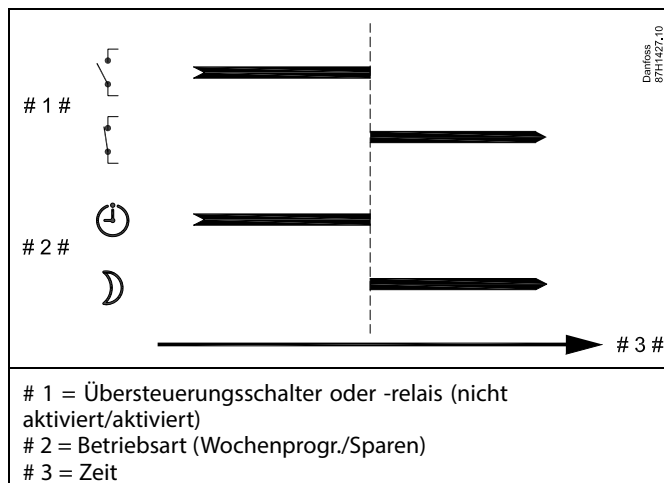 Danfoss
87H1427.10
# 1 #
# 2 #
# 3 #
# 1 = Übersteuerungsschalter oder -relais (nicht
aktiviert/aktiviert)
# 2 = Betriebsart (Wochenprogr./Sparen)
# 3 = Zeit